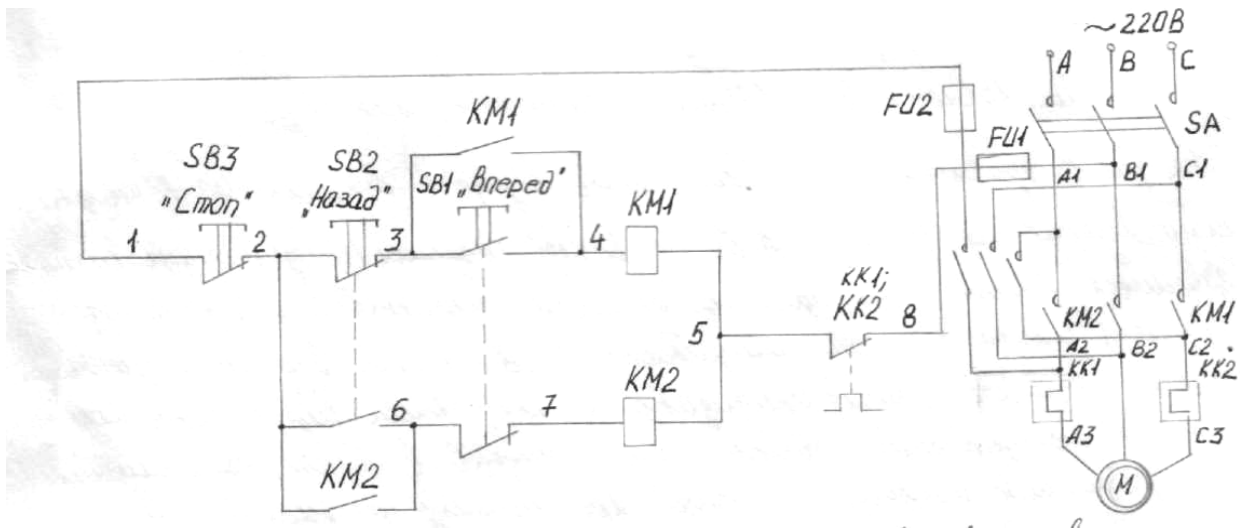 ~220В
A B C
FU2
KM1
SA
FU1
SB3
„Стоп"
SB2
„Назад"
SB1 „Вперед"
KM1
A1 B1 C1
1 2 3 4
KK1;
KK2
8
5
KM2 KM1
A2 B2 C2
KK1 KK2
6 7
KM2
KM2
A3 C3
M